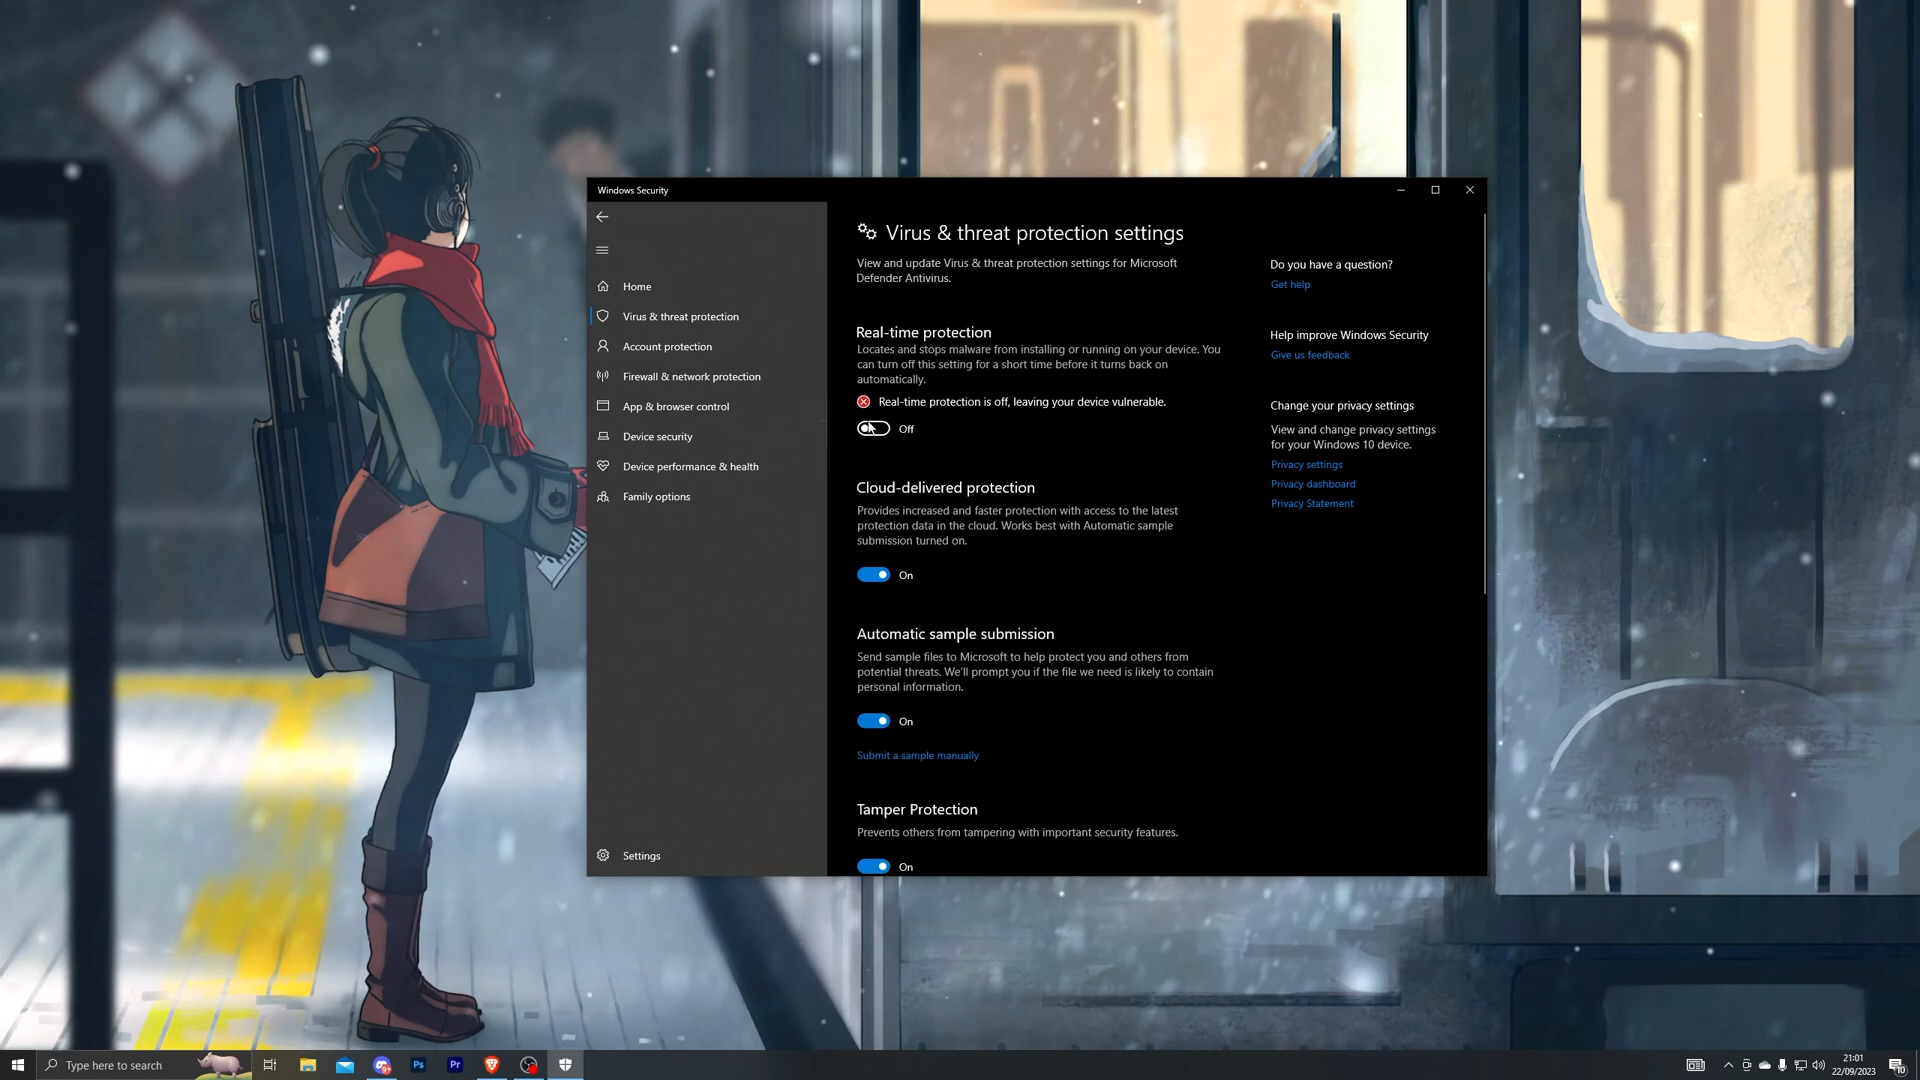 Windows Security
Home
Virus & threat protection
Account protection
Firewall & network protection
App & browser control
Device security
Device performance & health
Family options
Settings
Virus & threat protection settings
View and update Virus & threat protection settings for Microsoft
Defender Antivirus.
Real-time protection
Locates and stops malware from installing or running on your device. You
can turn off this setting for a short time before it turns back on
automatically.
Real-time protection is off, leaving your device vulnerable.
Off
Cloud-delivered protection
Provides increased and faster protection with access to the latest
protection data in the cloud. Works best with Automatic sample
submission turned on.
On
Automatic sample submission
Send sample files to Microsoft to help protect you and others from
potential threats. We'll prompt you if the file we need is likely to contain
personal information.
On
Submit a sample manually
Tamper Protection
Prevents others from tampering with important security features.
On
Do you have a question?
Get help
Help improve Windows Security
Give us feedback
Change your privacy settings
View and change privacy settings
for your Windows 10 device.
Privacy settings
Privacy dashboard
Privacy Statement
Type here to search
9+
Ps
Pr
21:01
22/09/2023
10